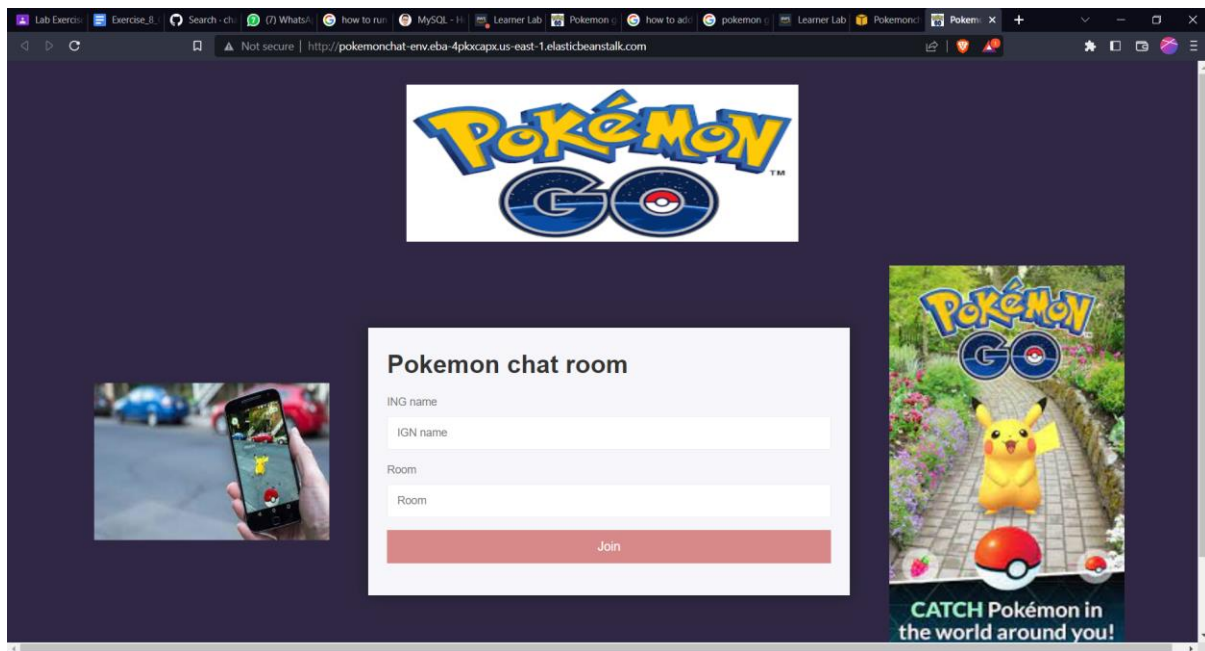 Lab Exercis
Exercise_8_
Search · ch
(7) WhatsA
how to run
MySQL - H
Learner Lab
Pokemon g
how to add
pokemon g
Learner Lab
Pokemonch
Pokem
Not secure | http://pokemonchat-env.eba-4pkxcapx.us-east-1.elasticbeanstalk.com
POKÉMON
TM
GO
POKÉMON
GO
Pokemon chat room
ING name
IGN name
Room
Room
Join
CATCH Pokémon in
the world around you!